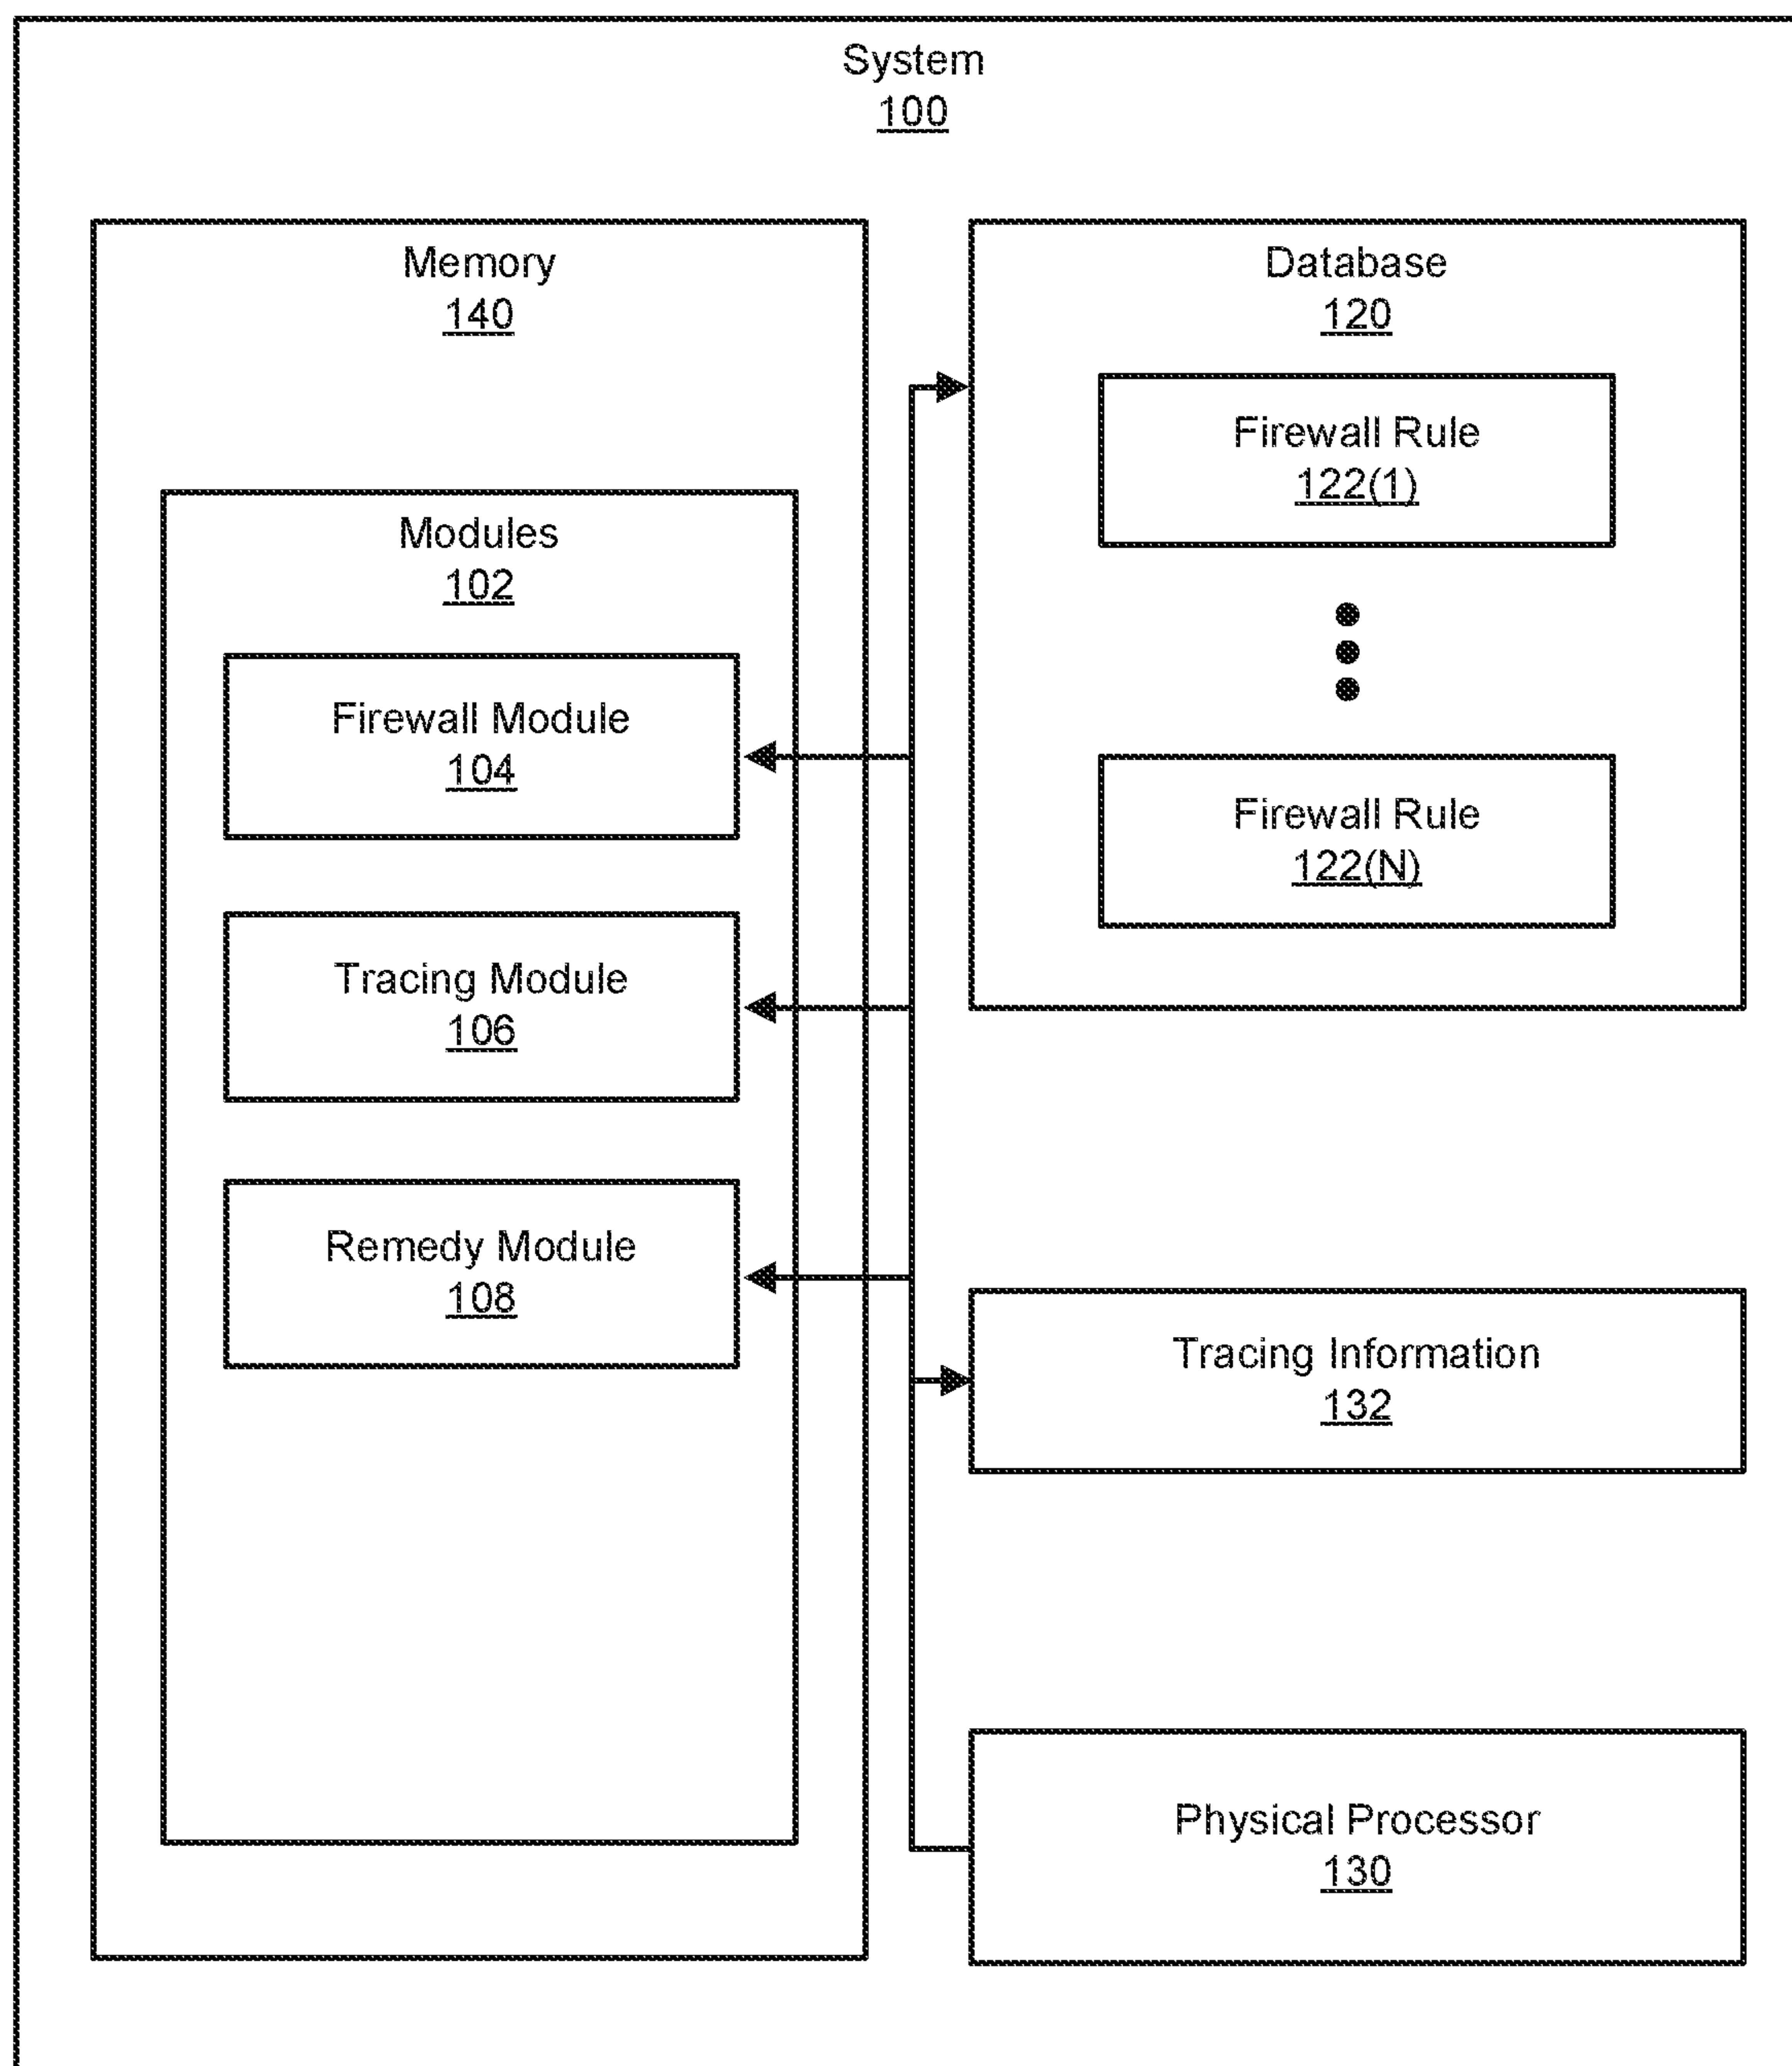 System
100
Memory
140
Modules
102
Firewall Module
104
Tracing Module
106
Remedy Module
108
Database
120
Firewall Rule
122(1)
Firewall Rule
122(N)
Tracing Information
132
Physical Processor
130